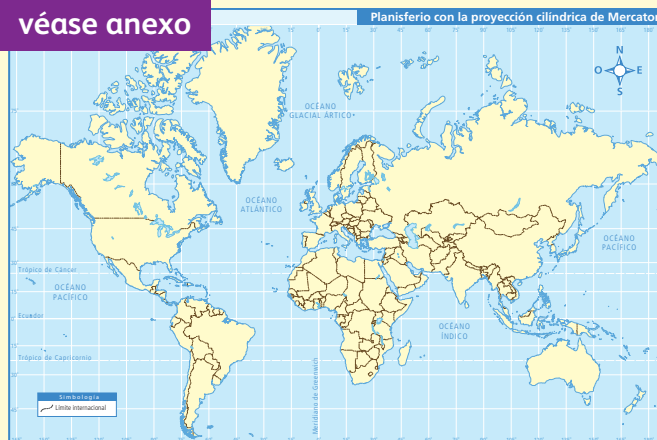 véase anexo
Planisferio con la proyección cilíndrica de Mercator
N
O
E
S
OCÉANO
GLACIAL ÁRTICO
OCÉANO
ATLÁNTICO
OCÉANO
PACÍFICO
Trópico de Cáncer
OCÉANO
PACÍFICO
Ecuador
OCÉANO
ÍNDICO
Trópico de Capricornio
Meridiano de Greenwich
Simbología
Límite internacional